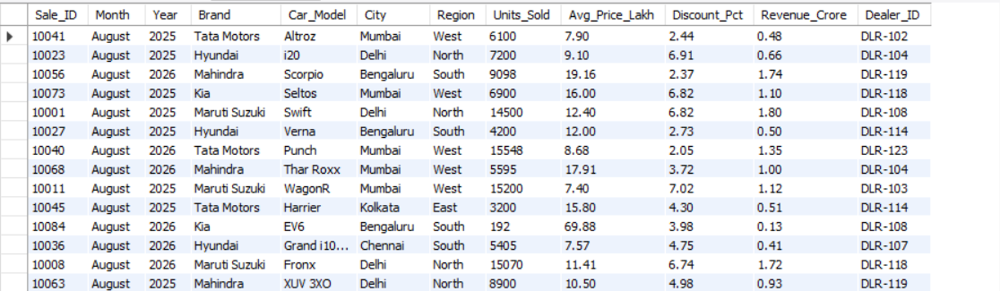 Sale_ID Month Year Brand Car_Model City Region Units_Sold Avg_Price_Lakh Discount_Pct Revenue_Crore Dealer_ID
10041 August 2025 Tata Motors Altroz Mumbai West 6100 7.90 2.44 0.48 DLR-102
10023 August 2025 Hyundai i20 Delhi North 7200 9.10 6.91 0.66 DLR-104
10056 August 2026 Mahindra Scorpio Bengaluru South 9098 19.16 2.37 1.74 DLR-119
10073 August 2025 Kia Seltos Mumbai West 6900 16.00 6.82 1.10 DLR-118
10001 August 2025 Maruti Suzuki Swift Delhi North 14500 12.40 6.82 1.80 DLR-108
10027 August 2025 Hyundai Verna Bengaluru South 4200 12.00 2.73 0.50 DLR-114
10040 August 2026 Tata Motors Punch Mumbai West 15548 8.68 2.05 1.35 DLR-123
10068 August 2026 Mahindra Thar Roxx Mumbai West 5595 17.91 3.72 1.00 DLR-104
10011 August 2025 Maruti Suzuki WagonR Mumbai West 15200 7.40 7.02 1.12 DLR-103
10045 August 2025 Tata Motors Harrier Kolkata East 3200 15.80 4.30 0.51 DLR-114
10084 August 2026 Kia EV6 Bengaluru South 192 69.88 3.98 0.13 DLR-108
10036 August 2026 Hyundai Grand i10... Chennai South 5405 7.57 4.75 0.41 DLR-107
10008 August 2026 Maruti Suzuki Fronx Delhi North 15070 11.41 6.74 1.72 DLR-118
10063 August 2025 Mahindra XUV 3XO Delhi North 8900 10.50 4.98 0.93 DLR-119